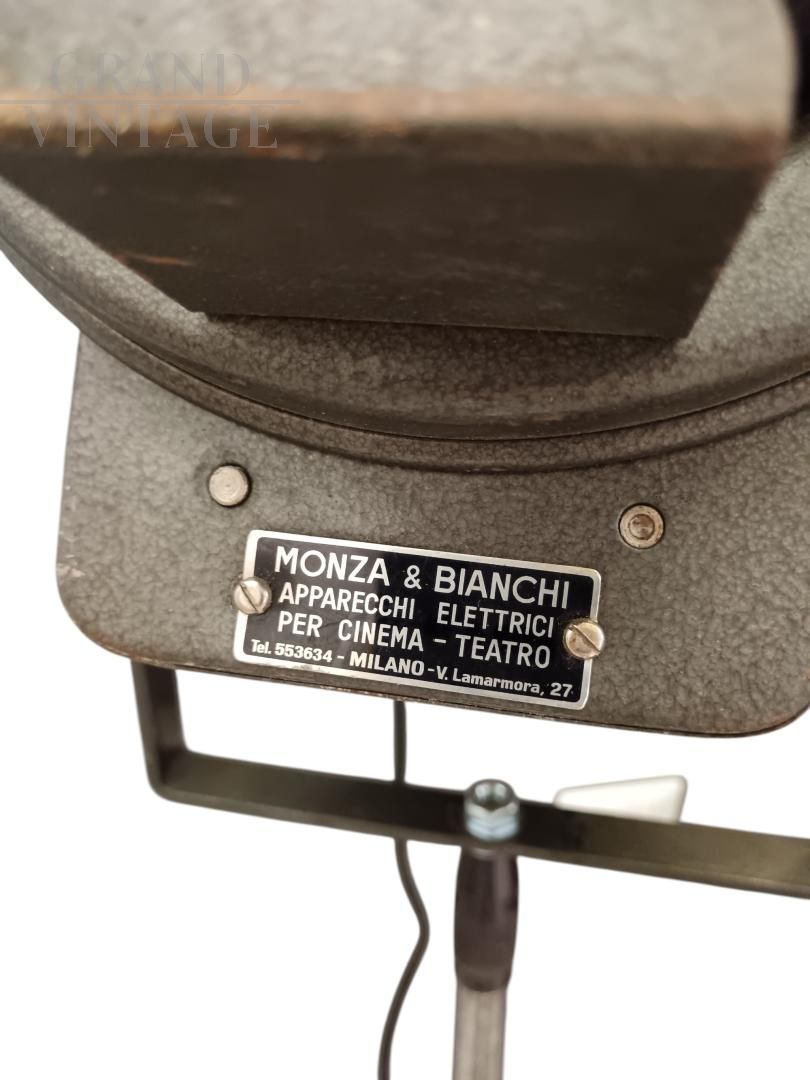 GRAND
VINTAGE
MONZA & BIANCHI
APPARECCHI ELETTRICI
PER CINEMA - TEATRO
Tel. 553634 - MILANO - V. Lamarmora, 27